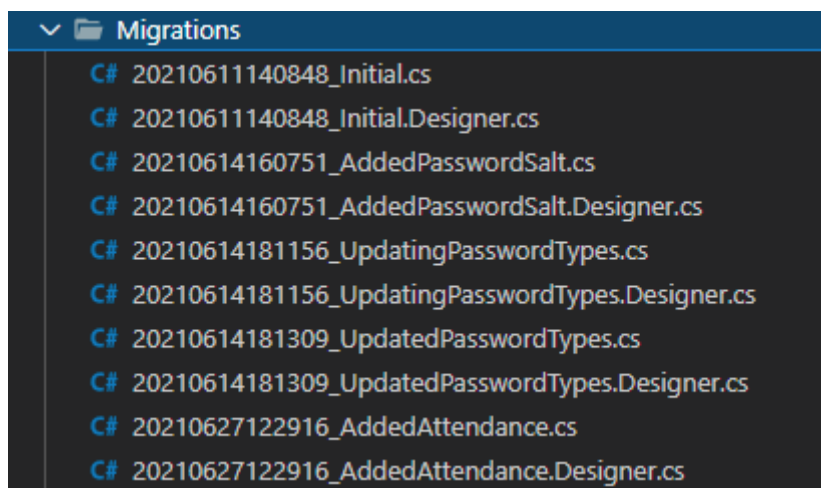 Migrations
C# 20210611140848_Initial.cs
C# 20210611140848_Initial.Designer.cs
C# 20210614160751_AddedPasswordSalt.cs
C# 20210614160751_AddedPasswordSalt.Designer.cs
C# 20210614181156_UpdatingPasswordTypes.cs
C# 20210614181156_UpdatingPasswordTypes.Designer.cs
C# 20210614181309_UpdatedPasswordTypes.cs
C# 20210614181309_UpdatedPasswordTypes.Designer.cs
C# 20210627122916_AddedAttendance.cs
C# 20210627122916_AddedAttendance.Designer.cs